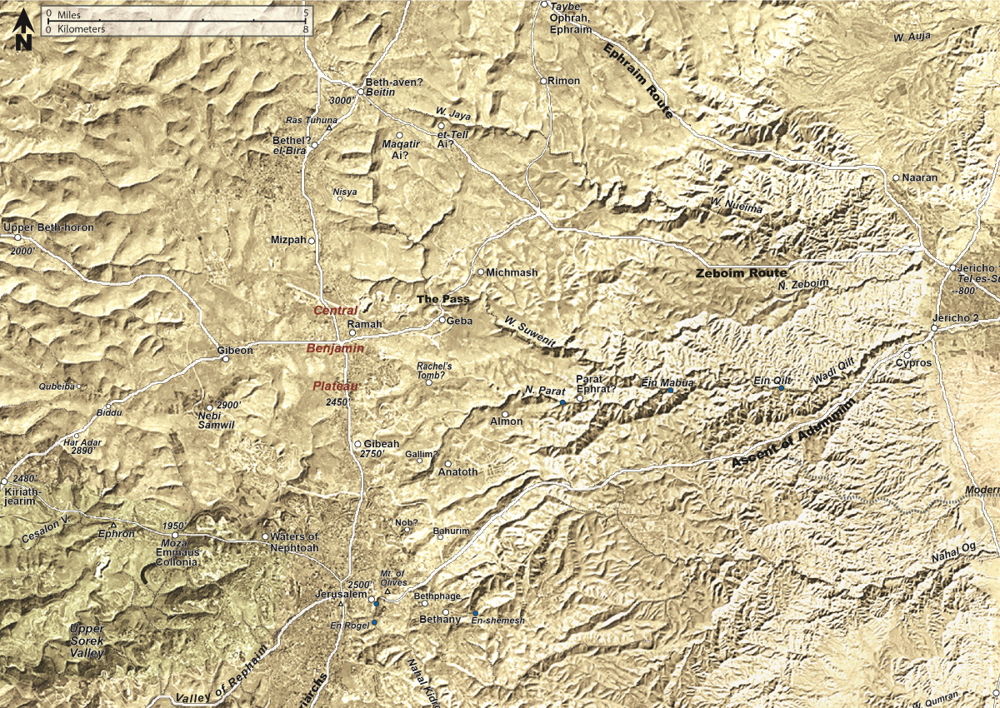 0 Miles 5
0 Kilometers 8
N
Taybe,
Ophrah,
Ephraim
W. Auja
Ephraim Route
Beth-aven?
Beitin
3000'
Rimon
Ras Tuhuna
W. Jaya
Bethel?
el-Bira
Maqatir
Ai?
et-Tell
Ai?
Naaran
Nisya
W. Nueima
Upper Beth-horon
2000'
Mizpah
Michmash
Zeboim Route
N. Zeboim
Jericho
--800'
The Pass
Central
Ramah
Geba
W. Suwenit
Jericho 2
Benjamin
Gibeon
Cypros
Rachel's
Tomb?
Wadi Qilt
Qubeiba
Plateau
2450'
Parat
Ephrat?
N. Parat
Ein Mabua
Ein Qilt
Biddu
2900'
Nebi
Samwil
Almon
Ascent of Adummim
Har Adar
2890'
Gibeah
2750'
Gallim?
Anatoth
2480'
Kiriath-
jearim
Modern
Cesalon V.
Ephron
1950'
Moza
Emmaus
Collonia
Waters of
Nephtoah
Nob?
Bahurim
Nahal Og
2500'
Mt. of
Olives
Jerusalem
Bethphage
Bethany
En-shemesh
En Rogel
Upper
Sorek
Valley
Valley of Rephaim
riarchs
W. Qumran